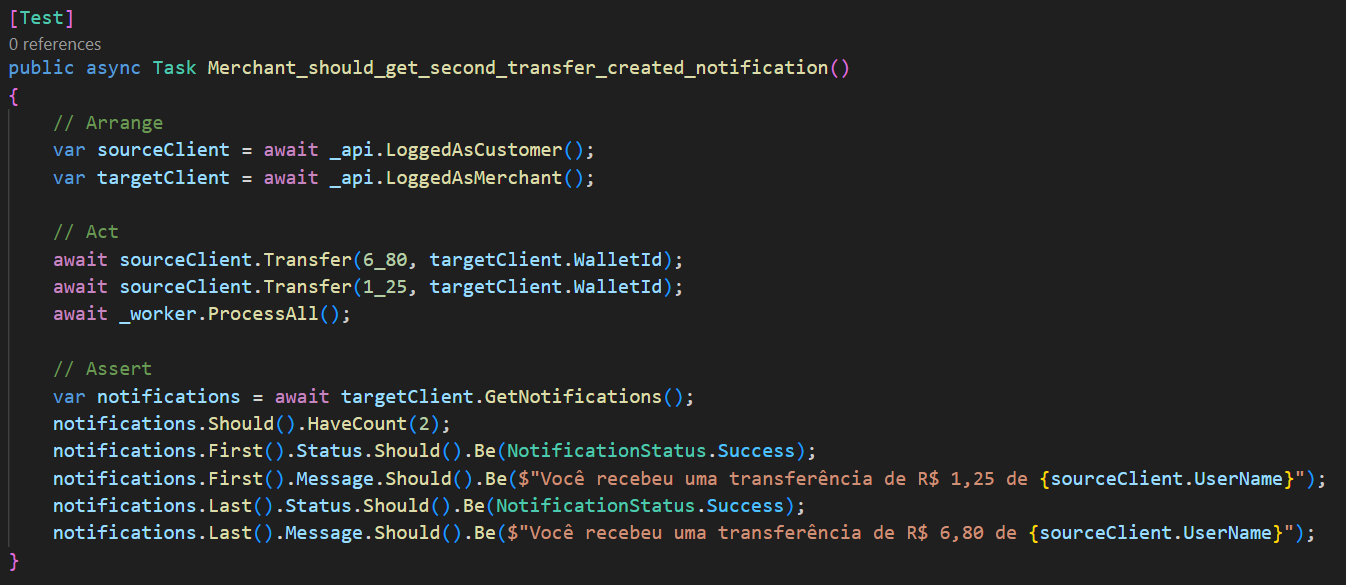 [Test]
0 references
public async Task Merchant_should_get_second_transfer_created_notification()
{
    // Arrange
    var sourceClient = await _api.LoggedAsCustomer();
    var targetClient = await _api.LoggedAsMerchant();

    // Act
    await sourceClient.Transfer(6_80, targetClient.WalletId);
    await sourceClient.Transfer(1_25, targetClient.WalletId);
    await _worker.ProcessAll();

    // Assert
    var notifications = await targetClient.GetNotifications();
    notifications.Should().HaveCount(2);
    notifications.First().Status.Should().Be(NotificationStatus.Success);
    notifications.First().Message.Should().Be($"Você recebeu uma transferência de R$ 1,25 de {sourceClient.UserName}");
    notifications.Last().Status.Should().Be(NotificationStatus.Success);
    notifications.Last().Message.Should().Be($"Você recebeu uma transferência de R$ 6,80 de {sourceClient.UserName}");
}